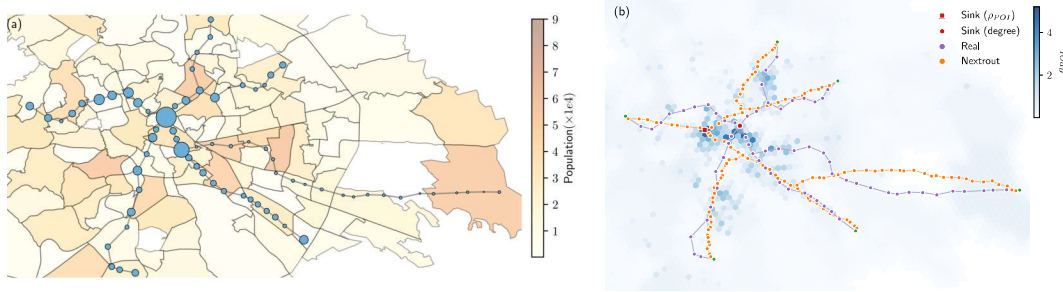 (a)
9
8
7
6
5
4
3
2
1
Population(×1e4)
(b)
Sink (ρPOI)
Sink (degree)
Real
Nextrout
4
2
ρPOI